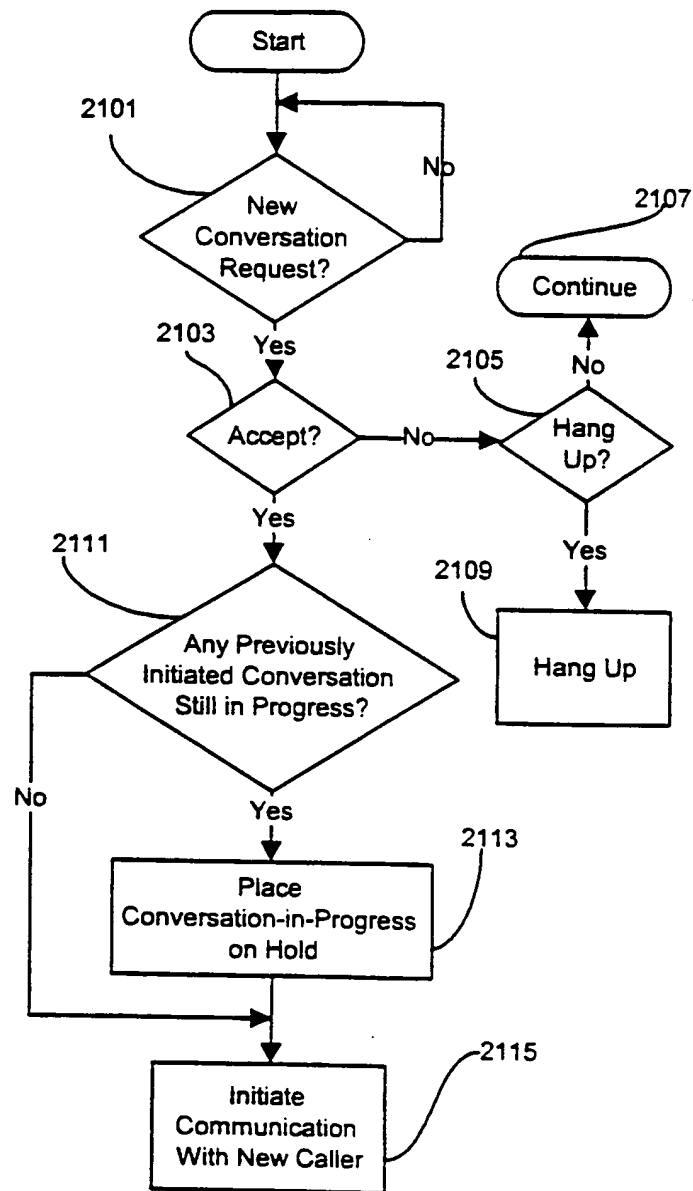 Start
2101
No
New
Conversation
Request?
2107
Continue
Yes
2103
No
2105
Accept?
No
Hang
Up?
Yes
Yes
2111
2109
Any Previously
Initiated Conversation
Still in Progress?
Hang Up
No
Yes
2113
Place
Conversation-in-Progress
on Hold
2115
Initiate
Communication
With New Caller